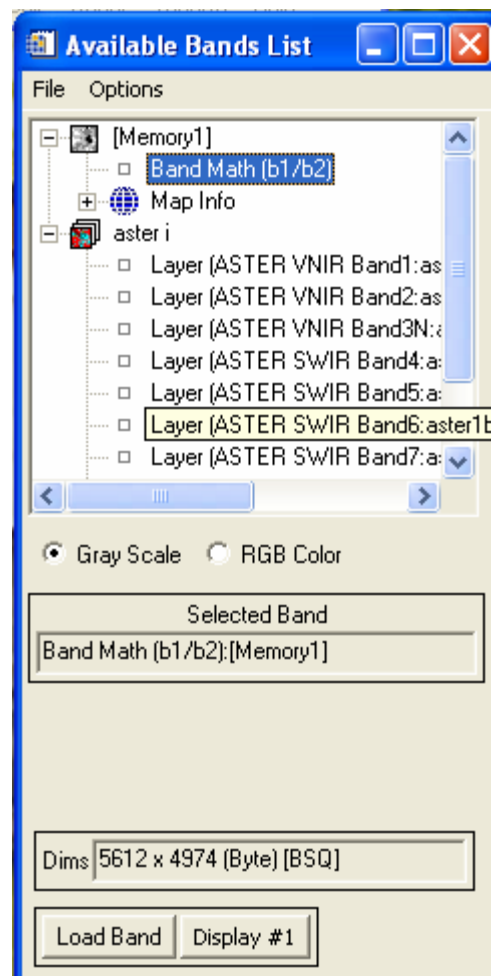 Available Bands List
File Options
[Memory1]
Band Math (b1/b2)
Map Info
aster i
Layer (ASTER VNIR Band1:as
Layer (ASTER VNIR Band2:as
Layer (ASTER VNIR Band3N:a
Layer (ASTER SWIR Band4:a
Layer (ASTER SWIR Band5:a
Layer (ASTER SWIR Band6:aster1b
Layer (ASTER SWIR Band7:a
Gray Scale RGB Color
Selected Band
Band Math (b1/b2):[Memory1]
Dims 5612 x 4974 (Byte) [BSQ]
Load Band Display #1